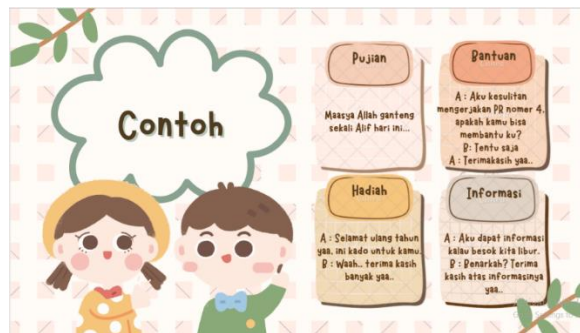 Contoh
Pujian
Maasya Allah ganteng
sekali Alif hari ini...
Bantuan
A : Aku kesulitan
mengerjakan PR nomer 4,
apakah kamu bisa
membantu ku?
B: Tentu saja
A : Terimakasih yaa..
Hadiah
A : Selamat ulang tahun
yaa, ini kado untuk kamu.
B : Waah.. terima kasih
banyak yaa..
Informasi
A : Aku dapat informasi
kalau besok kita libur.
B : Benarkah? Terima
kasih atas informasinya
yaa..